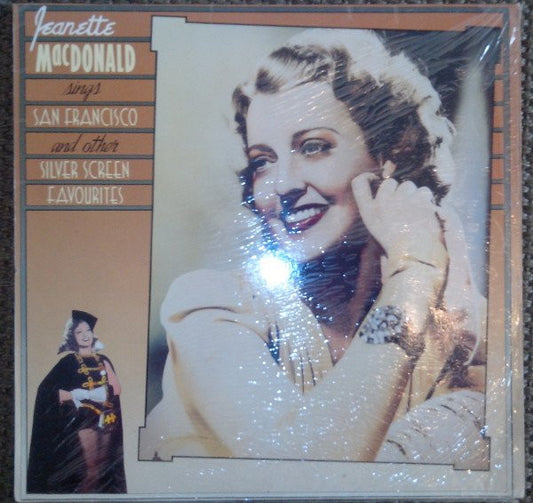 Jeanette
MacDONALD
sings
SAN FRANCISCO
and other
SILVER SCREEN
FAVOURITES